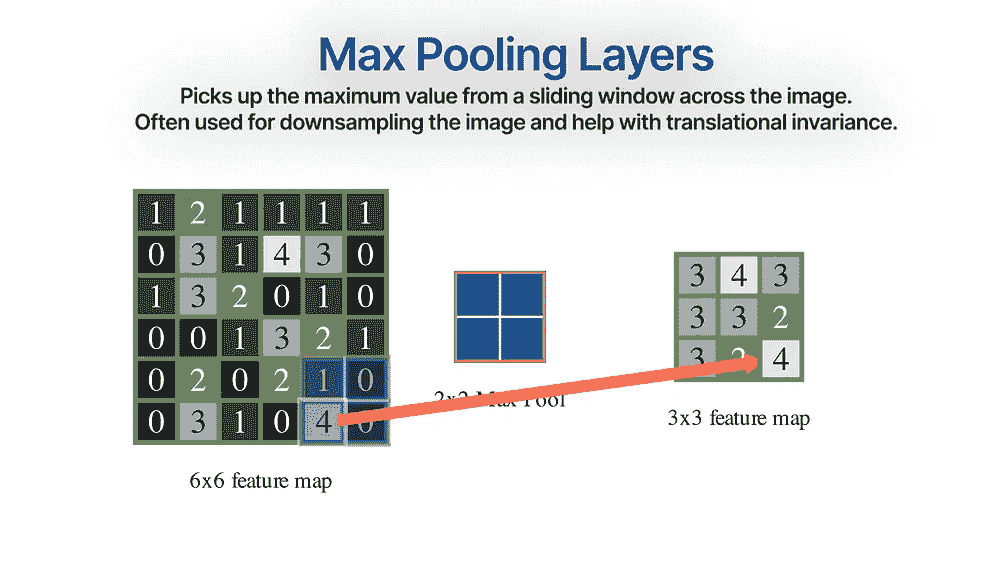 Max Pooling Layers
Picks up the maximum value from a sliding window across the image.
Often used for downsampling the image and help with translational invariance.
1 2 1 1 1 1
0 3 1 4 3 0
1 3 2 0 1 0
0 0 1 3 2 1
0 2 0 2 1 0
0 3 1 0 4 0
6x6 feature map
2x2 Max Pool
3 4 3
3 3 2
3 2 4
3x3 feature map